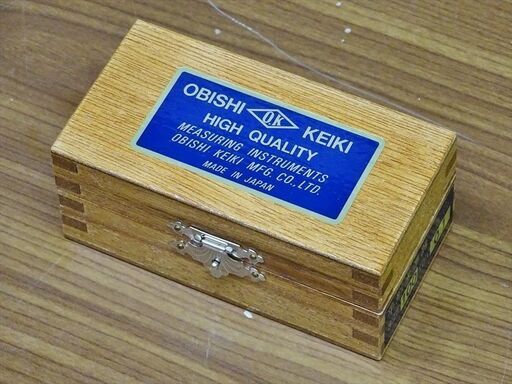 OBISHI OK KEIKI
HIGH QUALITY
MEASURING INSTRUMENTS
OBISHI KEIKI MFG. CO., LTD.
MADE IN JAPAN